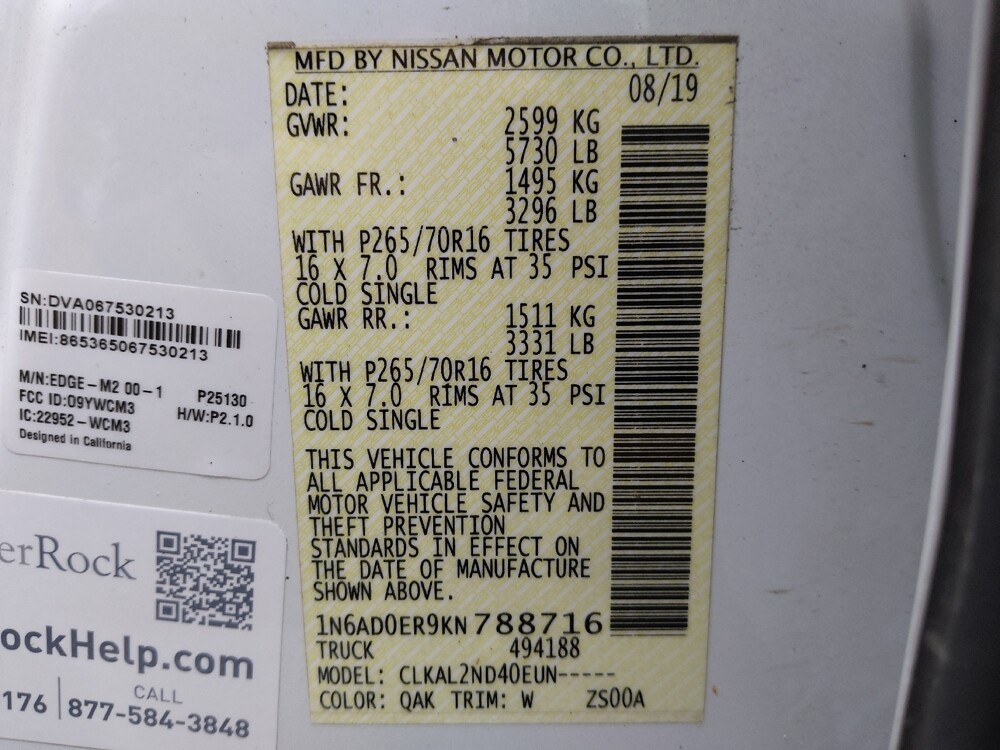 MFD BY NISSAN MOTOR CO., LTD.
DATE: 08/19
GVWR: 2599 KG
5730 LB
GAWR FR.: 1495 KG
3296 LB
WITH P265/70R16 TIRES
16 X 7.0 RIMS AT 35 PSI
COLD SINGLE
GAWR RR.: 1511 KG
3331 LB
WITH P265/70R16 TIRES
16 X 7.0 RIMS AT 35 PSI
COLD SINGLE
THIS VEHICLE CONFORMS TO
ALL APPLICABLE FEDERAL
MOTOR VEHICLE SAFETY AND
THEFT PREVENTION
STANDARDS IN EFFECT ON
THE DATE OF MANUFACTURE
SHOWN ABOVE.
1N6AD0ER9KN788716
TRUCK 494188
MODEL: CLKAL2ND40EUN-----
COLOR: QAK TRIM: W ZS00A
SN:DVA067530213
IMEI:865365067530213
M/N:EDGE-M2 00-1 P25130
FCC ID:O9YWCM3 H/W:P2.1.0
IC:22952-WCM3
Designed in California
erRock
ockHelp.com
CALL
176 | 877-584-3848